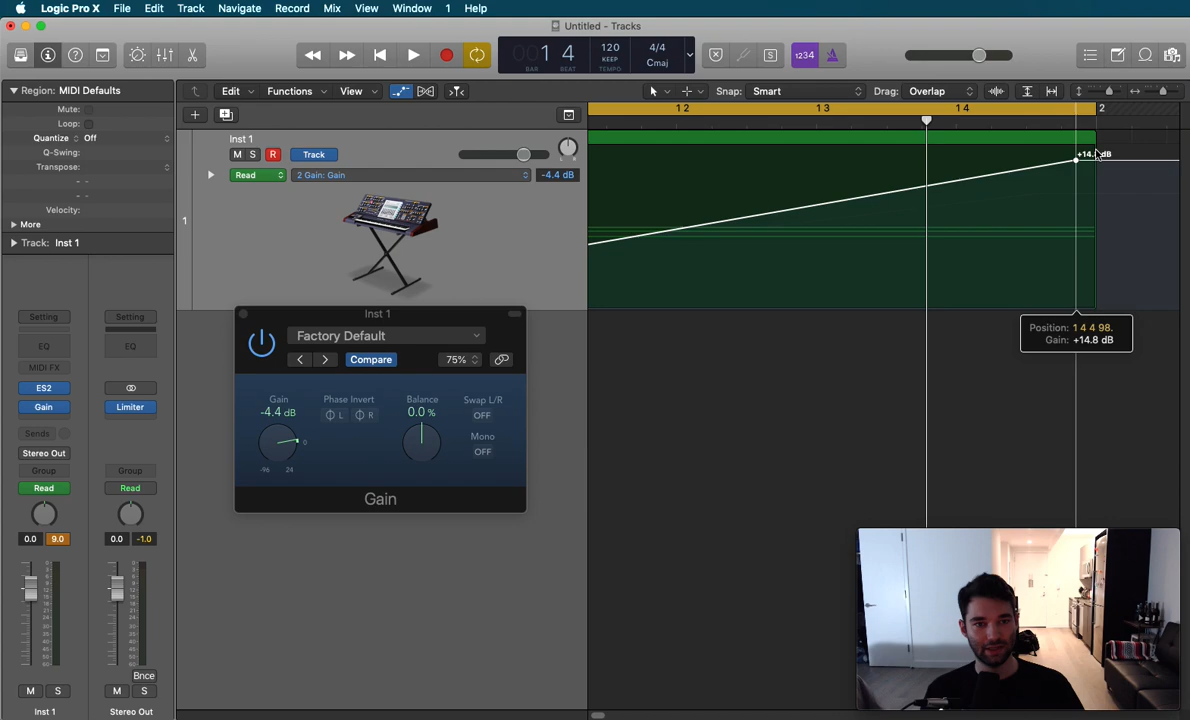 Logic Pro X File Edit Track Navigate Record Mix View Window 1 Help
Untitled - Tracks
001 4
BAR BEAT
120
KEEP
TEMPO
4/4
Cmaj
1234
S
Region: MIDI Defaults
Mute:
Loop:
Quantize Off
Q-Swing:
Transpose:
Velocity:
More
Track: Inst 1
Edit Functions View
Snap: Smart
Drag: Overlap
1 2
1 3
1 4
2
Inst 1
M S R Track
L R
Read 2 Gain: Gain -4.4 dB
1
+14. dB
Position: 1 4 4 98.
Gain: +14.8 dB
Inst 1
Factory Default
Compare 75%
Gain
-4.4 dB
0
-96 24
Phase Invert
L R
Balance
0.0 %
Swap L/R
OFF
Mono
OFF
Gain
Setting
EQ
MIDI FX
ES2
Gain
Sends
Stereo Out
Group
Read
0.0 9.0
M S
Inst 1
Setting
EQ
Limiter
Group
Read
0.0 -1.0
Bnce
M S
Stereo Out